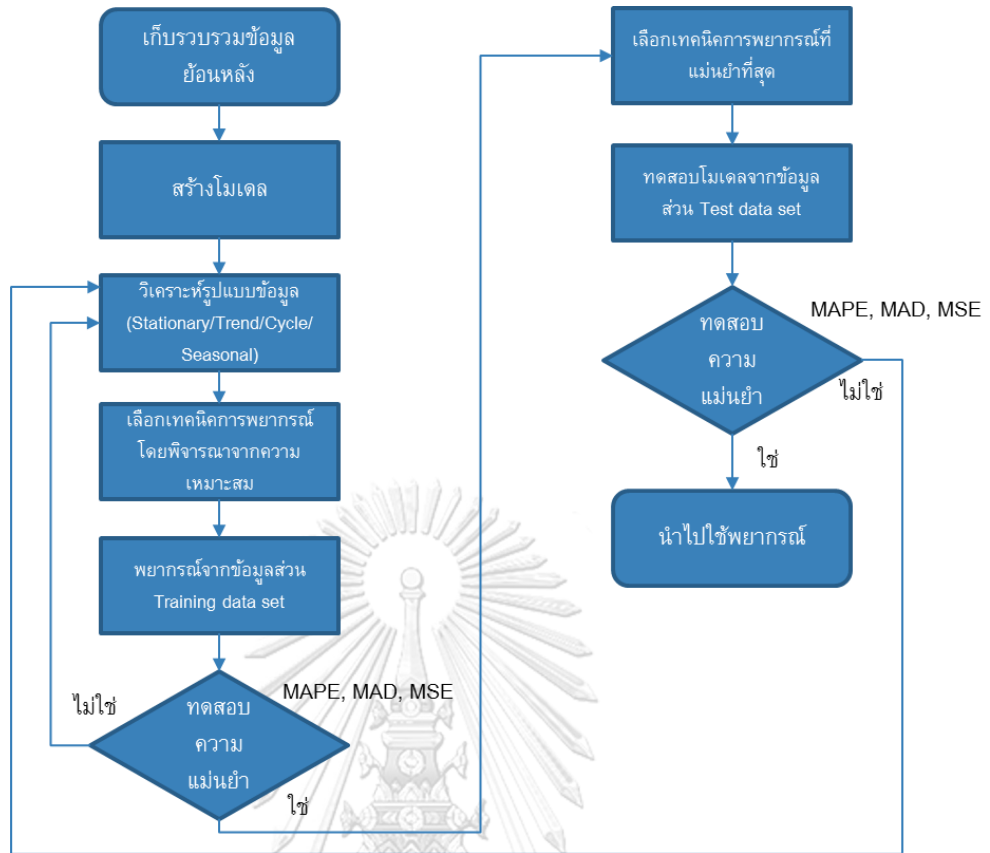 เก็บรวบรวมข้อมูล
ย้อนหลัง
สร้างโมเดล
วิเคราะห์รูปแบบข้อมูล
(Stationary/Trend/Cycle/
Seasonal)
เลือกเทคนิคการพยากรณ์
โดยพิจารณาจากความ
เหมาะสม
พยากรณ์จากข้อมูลส่วน
Training data set
MAPE, MAD, MSE
ไม่ใช่
ทดสอบ
ความ
แม่นยำ
ใช่
เลือกเทคนิคการพยากรณ์ที่
แม่นยำที่สุด
ทดสอบโมเดลจากข้อมูล
ส่วน Test data set
MAPE, MAD, MSE
ทดสอบ
ความ
แม่นยำ
ไม่ใช่
ใช่
นำไปใช้พยากรณ์